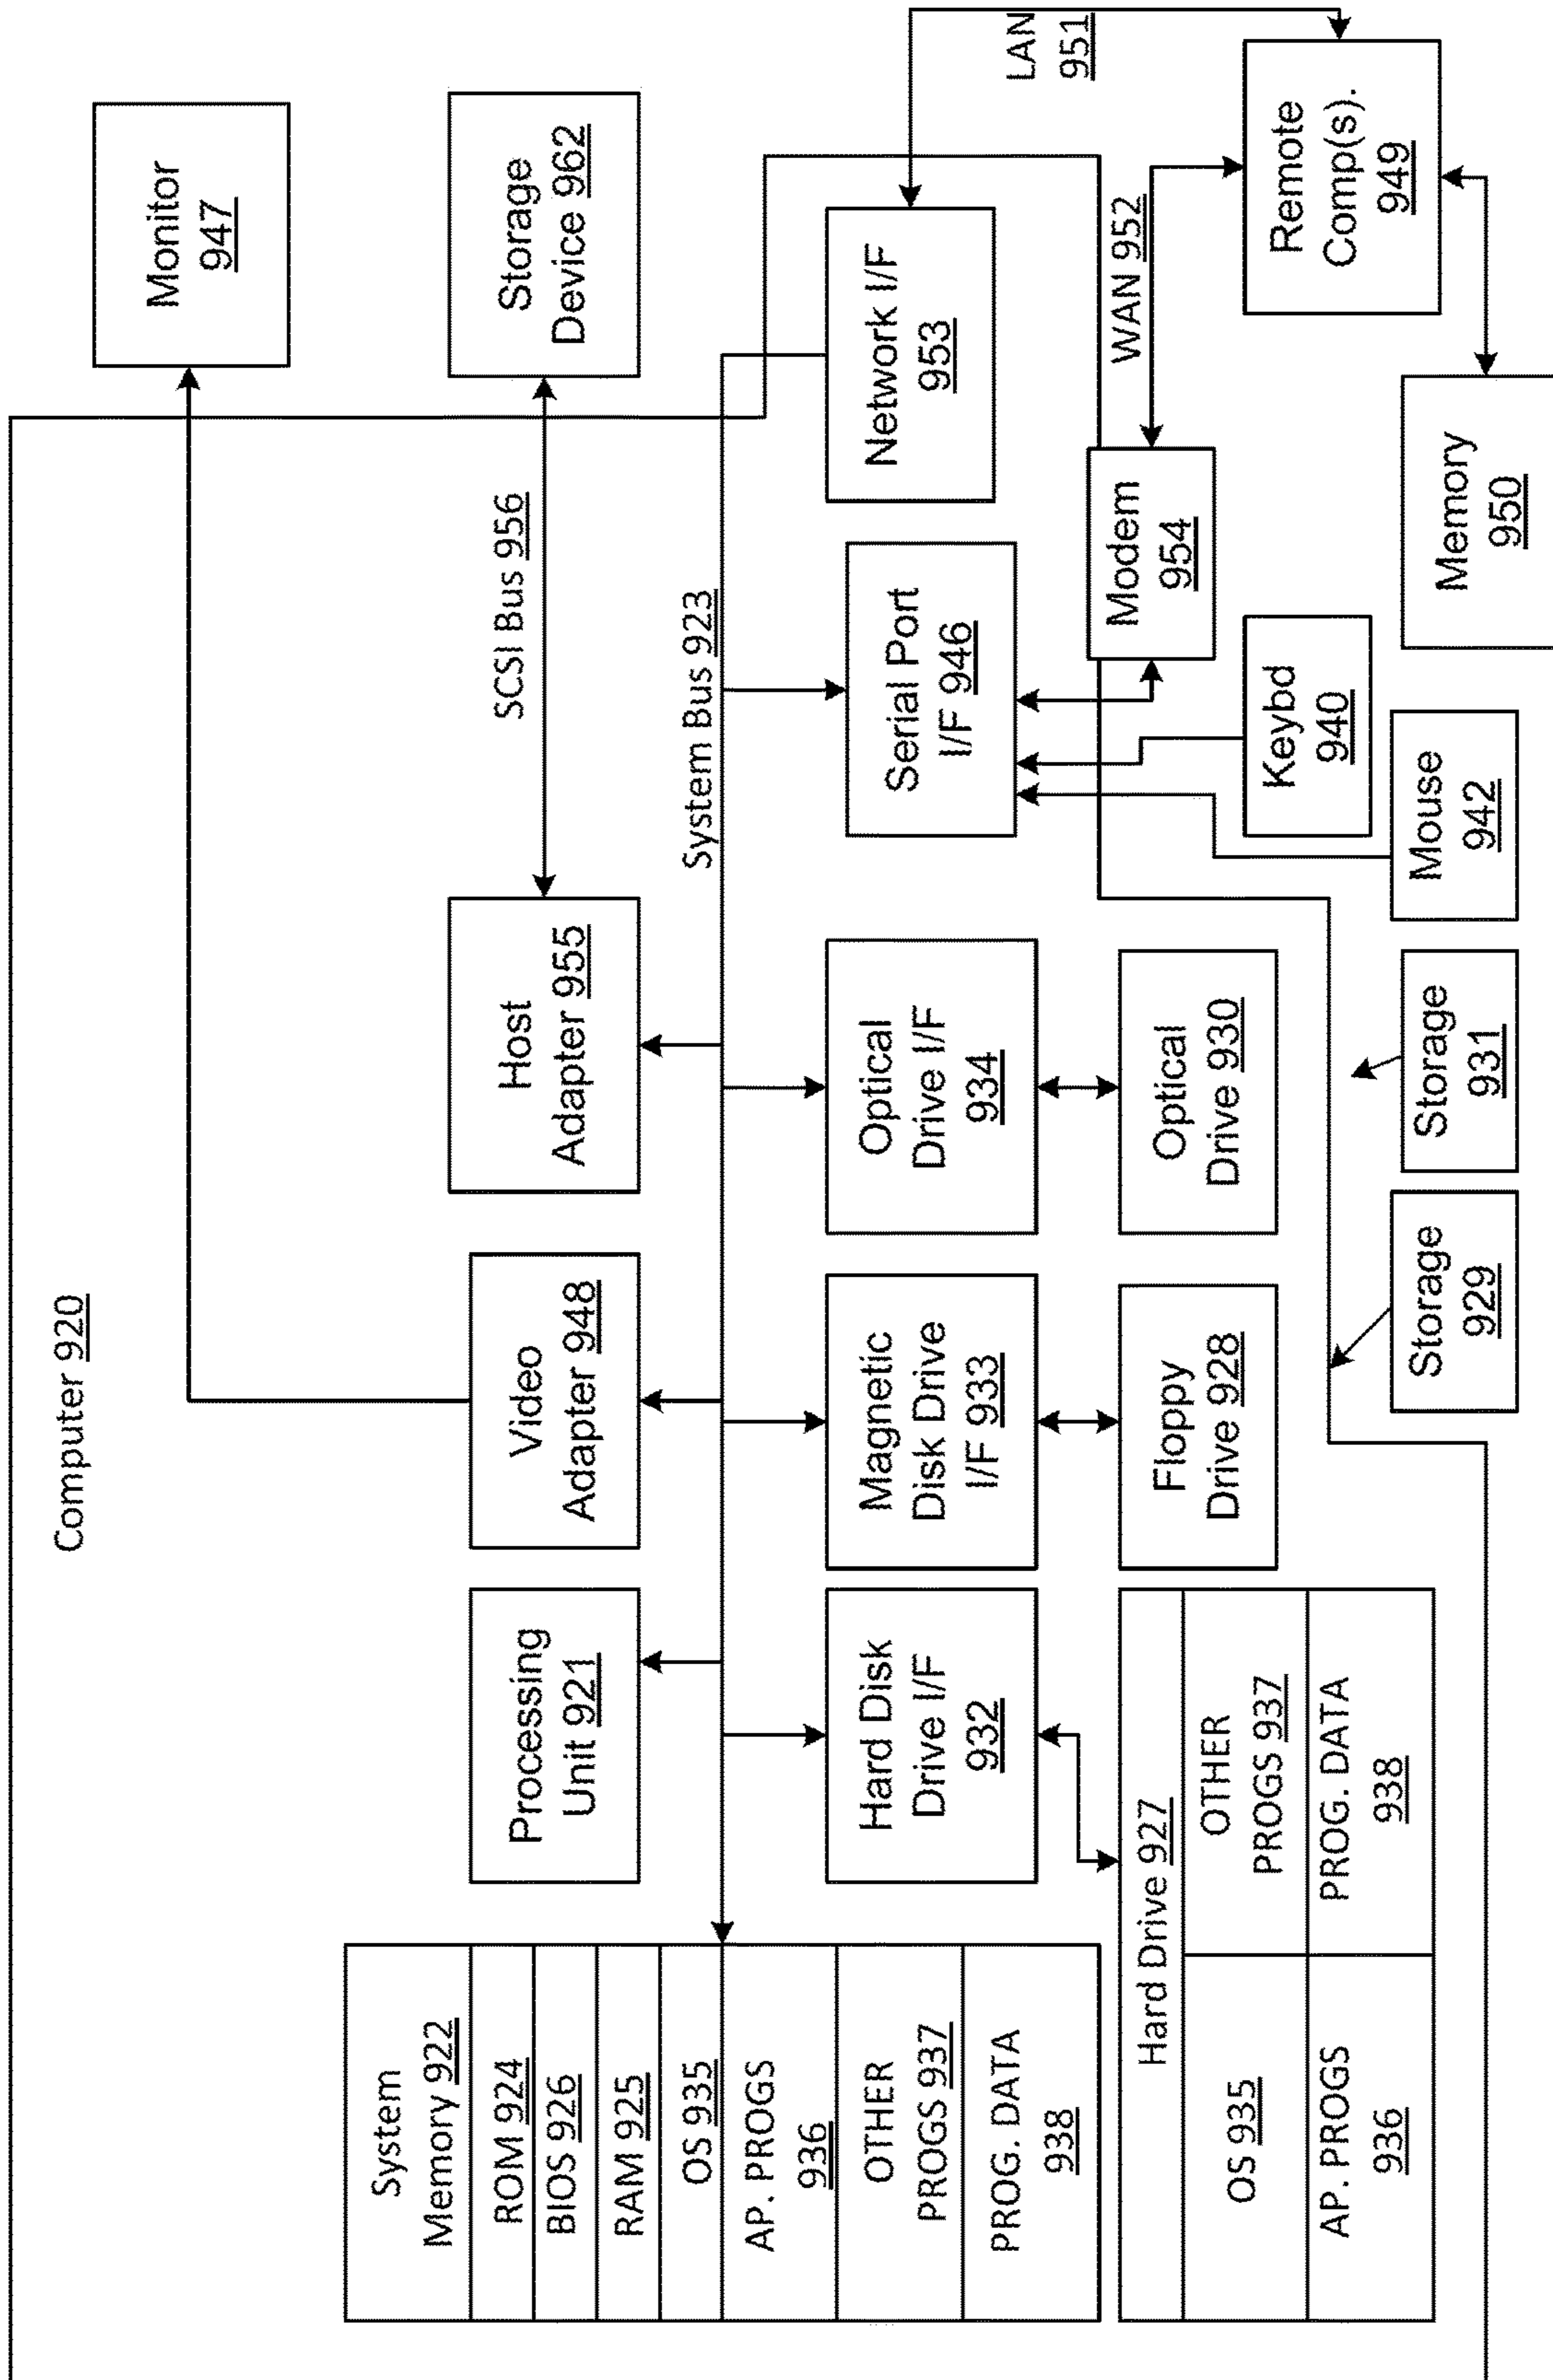 Computer 920
Monitor
947
System
Memory 922
ROM 924
BIOS 926
RAM 925
OS 935
AP. PROGS
936
OTHER
PROGS 937
PROG. DATA
938
Processing
Unit 921
Video
Adapter 948
Host
Adapter 955
SCSI Bus 956
Storage
Device 962
System Bus 923
Hard Disk
Drive I/F
932
Magnetic
Disk Drive
I/F 933
Optical
Drive I/F
934
Serial Port
I/F 946
Network I/F
953
LAN
951
Hard Drive 927
OS 935
OTHER
PROGS 937
AP. PROGS
936
PROG. DATA
938
Floppy
Drive 928
Optical
Drive 930
Modem
954
WAN 952
Keybd
940
Remote
Comp(s).
949
Storage
929
Storage
931
Mouse
942
Memory
950